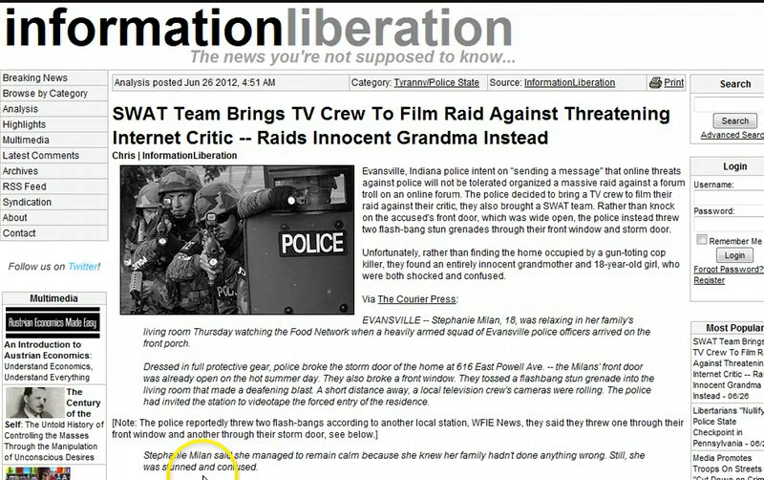 informationliberation
The news you're not supposed to know...
Breaking News
Browse by Category
Analysis
Highlights
Multimedia
Latest Comments
Archives
RSS Feed
Syndication
About
Contact
Follow us on Twitter!
Multimedia
Austrian Economics Made Easy
An Introduction to
Austrian Economics:
Understand Economics,
Understand Everything
The
Century
of the
Self: The Untold History of
Controlling the Masses
Through the Manipulation
of Unconscious Desires
Analysis posted Jun 26 2012, 4:51 AM
Category: Tyranny/Police State
Source: InformationLiberation
Print
SWAT Team Brings TV Crew To Film Raid Against Threatening
Internet Critic -- Raids Innocent Grandma Instead
Chris | InformationLiberation
POLICE
Evansville, Indiana police intent on "sending a message" that online threats
against police will not be tolerated organized a massive raid against a forum
troll on an online forum. The police decided to bring a TV crew to film their
raid against their critic, they also brought a SWAT team. Rather than knock
on the accused's front door, which was wide open, the police instead threw
two flash-bang stun grenades through their front window and storm door.
Unfortunately, rather than finding the home occupied by a gun-toting cop
killer, they found an entirely innocent grandmother and 18-year-old girl, who
were both shocked and confused.
Via The Courier Press:
EVANSVILLE -- Stephanie Milan, 18, was relaxing in her family's
living room Thursday watching the Food Network when a heavily armed squad of Evansville police officers arrived on the
front porch.
Dressed in full protective gear, police broke the storm door of the home at 616 East Powell Ave. -- the Milans' front door
was already open on the hot summer day. They also broke a front window. They tossed a flashbang stun grenade into the
living room that made a deafening blast. A short distance away, a local television crew's cameras were rolling. The police
had invited the station to videotape the forced entry of the residence.
[Note: The police reportedly threw two flash-bangs according to another local station, WFIE News, they said they threw one through their
front window and another through their storm door, see below.]
Stephanie Milan said she managed to remain calm because she knew her family hadn't done anything wrong. Still, she
was stunned and confused.
Search
Search
Advanced Searc
Login
Username:
Password:
Remember Me
Login
Forgot Password?
Register
Most Popular
SWAT Team Brings
TV Crew To Film R
Against Threatenin
Internet Critic -- Rai
Innocent Grandma
Instead - 06/26
Libertarians "Nullify
Police State
Checkpoint in
Pennsylvania - 06/2
Media Promotes
Troops On Streets